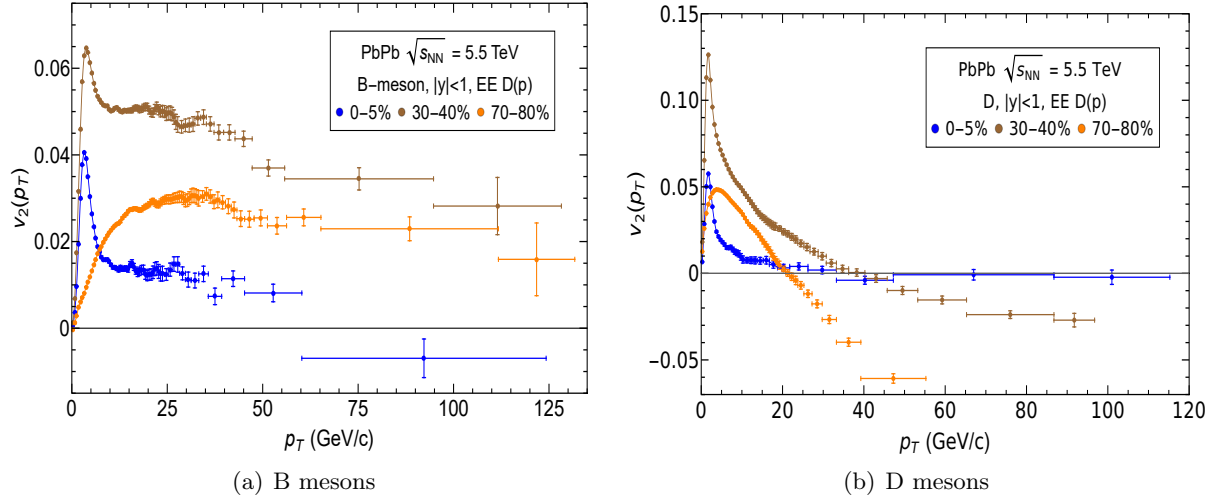 PbPb √sNN = 5.5 TeV
B−meson, |y|<1, EE D(p)
0−5% 30−40% 70−80%
v2(pT)
0.06
0.04
0.02
0
0 25 50 75 100 125
pT (GeV/c)
(a) B mesons
PbPb √sNN = 5.5 TeV
D, |y|<1, EE D(p)
0−5% 30−40% 70−80%
v2(pT)
0.15
0.10
0.05
0
−0.05
0 20 40 60 80 100 120
pT (GeV/c)
(b) D mesons